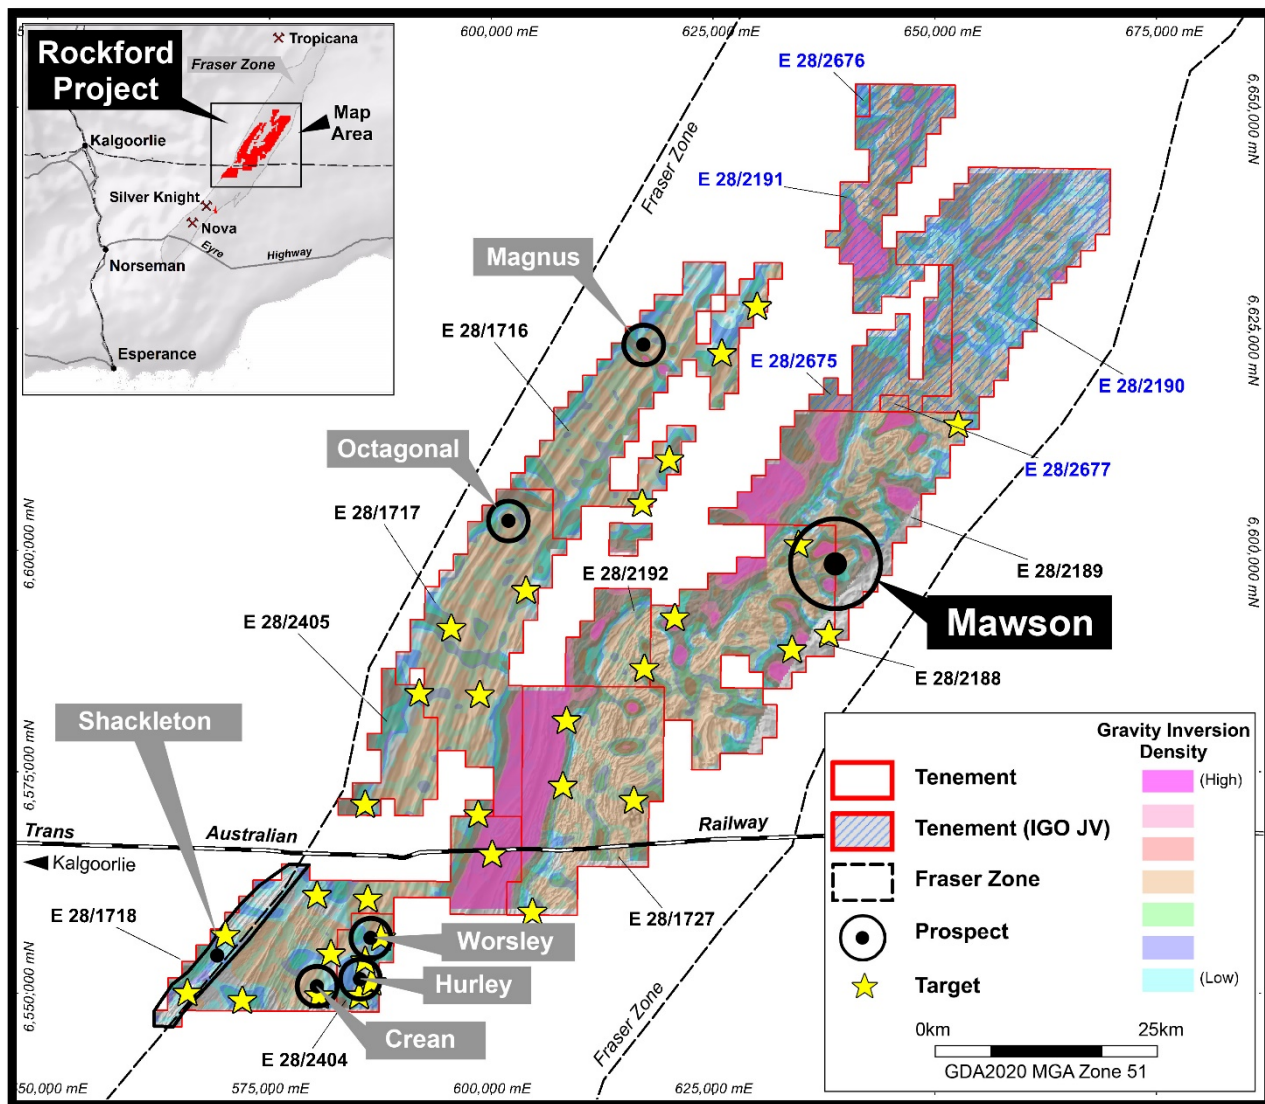 600,000 mE
625,000 mE
650,000 mE
675,000 mE
Rockford
Project
Tropicana
Fraser Zone
Map
Area
Kalgoorlie
Silver Knight
Nova
Eyre
Highway
Norseman
Esperance
E 28/2676
6,650,000 mN
Fraser Zone
E 28/2191
Magnus
E 28/1716
6,625,000 mN
E 28/2675
E 28/2190
Octagonal
E 28/2677
E 28/1717
6,600,000 mN
6,600,000 mN
E 28/2192
E 28/2189
E 28/2405
Mawson
E 28/2188
Shackleton
6,575,000 mN
Trans
Australian
Railway
Kalgoorlie
E 28/1718
E 28/1727
Worsley
Hurley
6,550,000 mN
Crean
E 28/2404
Fraser Zone
50,000 mE
575,000 mE
600,000 mE
625,000 mE
Gravity Inversion
Density
Tenement
(High)
Tenement (IGO JV)
Fraser Zone
Prospect
Target
(Low)
0km
25km
GDA2020 MGA Zone 51